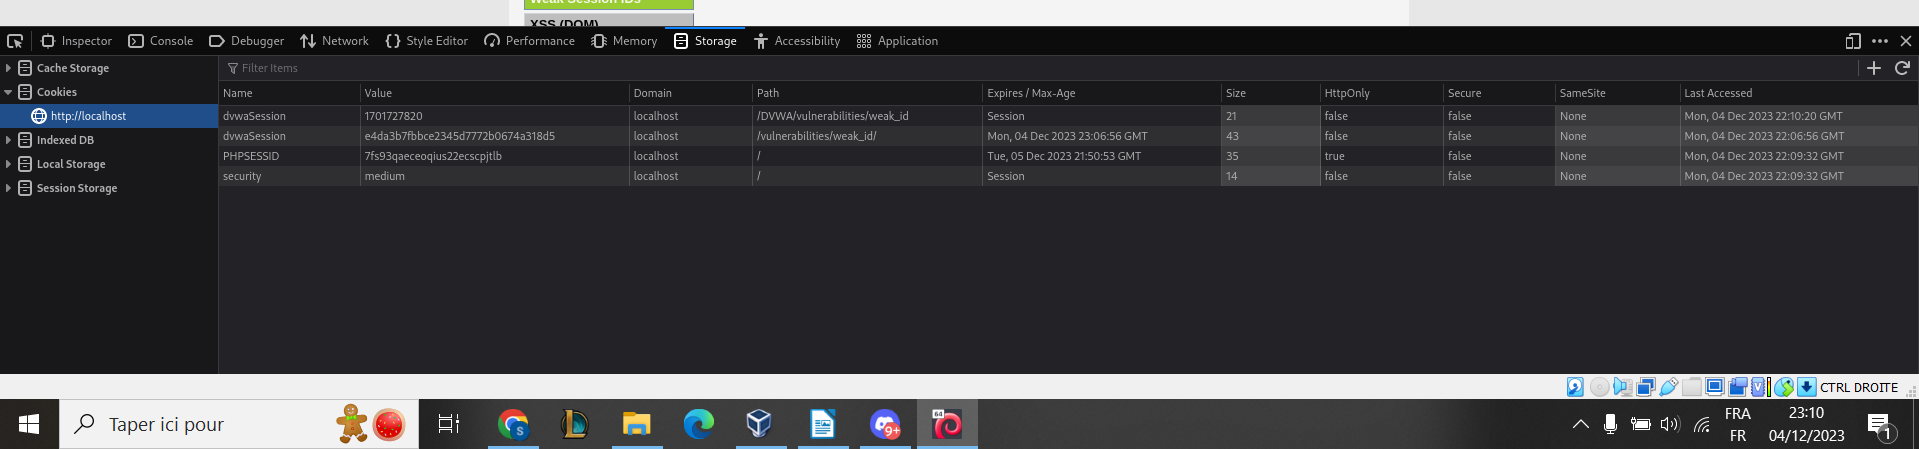 Weak Session IDs
XSS (DOM)
Inspector Console Debugger Network Style Editor Performance Memory Storage Accessibility Application
Cache Storage
Cookies
http://localhost
Indexed DB
Local Storage
Session Storage
Filter Items
Name Value Domain Path Expires / Max-Age Size HttpOnly Secure SameSite Last Accessed
dvwaSession 1701727820 localhost /DVWA/vulnerabilities/weak_id Session 21 false false None Mon, 04 Dec 2023 22:10:20 GMT
dvwaSession e4da3b7fbbce2345d7772b0674a318d5 localhost /vulnerabilities/weak_id/ Mon, 04 Dec 2023 23:06:56 GMT 43 false false None Mon, 04 Dec 2023 22:06:56 GMT
PHPSESSID 7fs93qaeceoqius22ecscpjtlb localhost / Tue, 05 Dec 2023 21:50:53 GMT 35 true false None Mon, 04 Dec 2023 22:09:32 GMT
security medium localhost / Session 14 false false None Mon, 04 Dec 2023 22:09:32 GMT
CTRL DROITE
Taper ici pour
S
9+
64
FRA
FR
23:10
04/12/2023
1